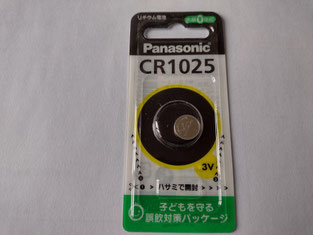 リチウム電池
Panasonic
CR1025
3V
ハサミで開封
子どもを守る
誤飲対策パッケージ